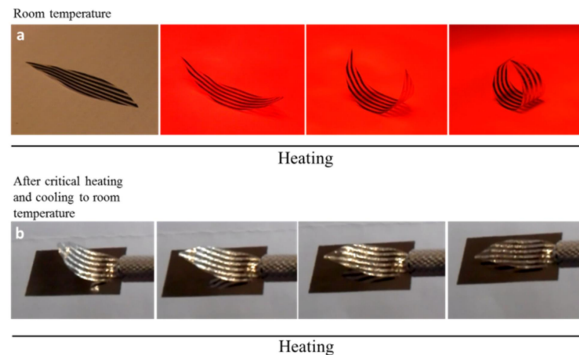 Room temperature
a
Heating
After critical heating
and cooling to room
temperature
b
Heating